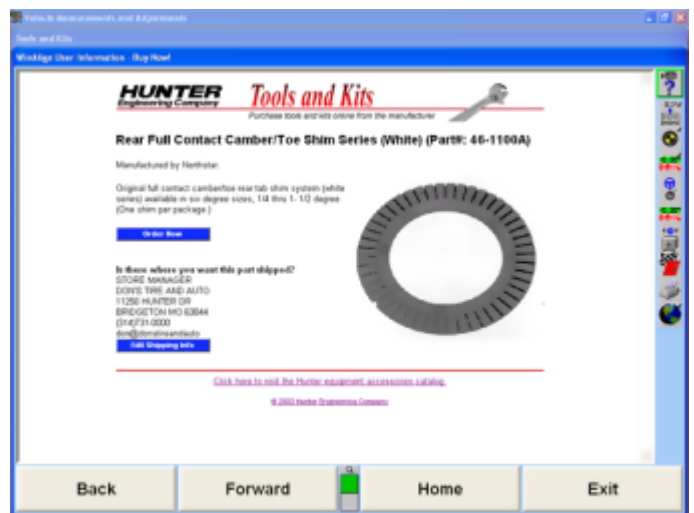 Vehicle Measurements and Adjustments
Tools and Kits
WinAlign User Information - Buy Now!
HUNTER
Engineering Company
Tools and Kits
Purchase tools and kits online from the manufacturer
Rear Full Contact Camber/Toe Shim Series (White) (Part#: 46-1100A)
Manufactured by Northstar.
Original full contact camber/toe rear tab shim system (white
series) available in six degree sizes, 1/4 thru 1- 1/2 degree
(One shim per
package.)
Order Now
Is there where you want this part shipped?
STORE MANAGER
DON'S TIRE AND AUTO
11250 HUNTER DR
BRIDGETON MO 63044
(314)731-0000
don@donstireandauto
Edit Shipping Info
Click here to visit the Hunter equipment accessories catalog.
© 2003 Hunter Engineering Company
Back
Forward
Home
Exit